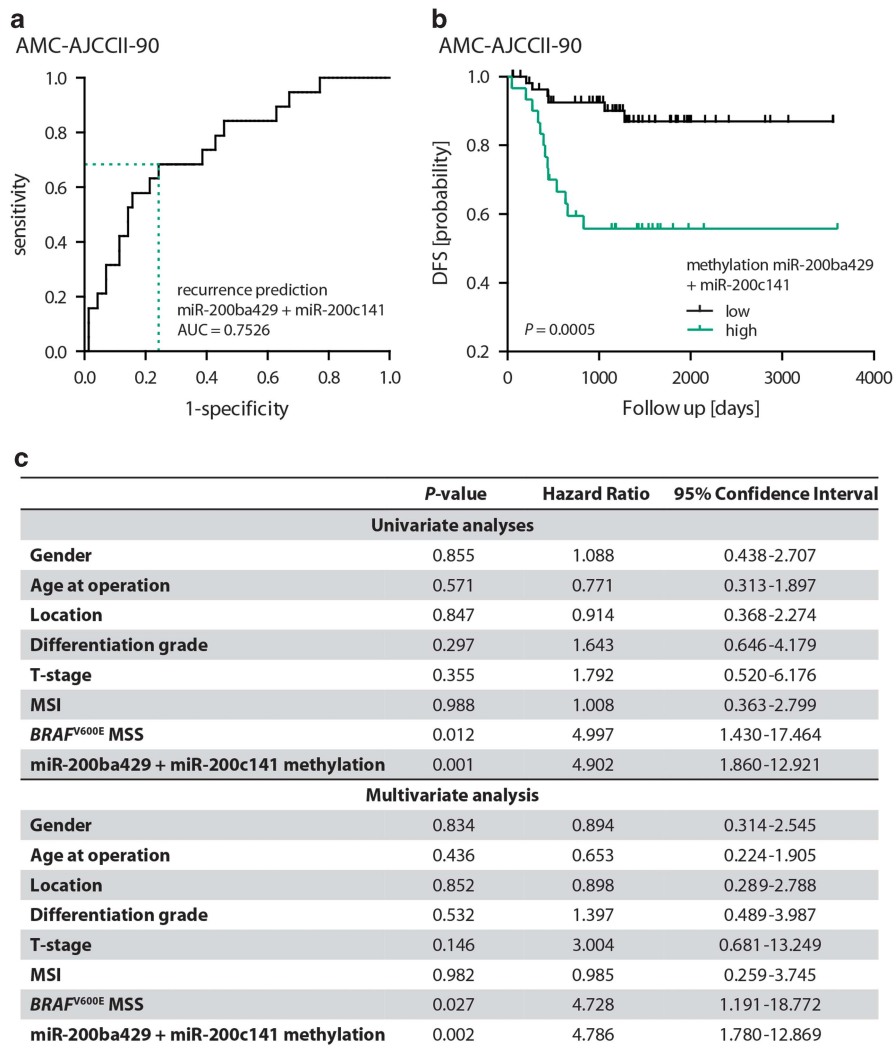 a
AMC-AJCCII-90
1.0
0.8
0.6
0.4
0.2
0.0
sensitivity
recurrence prediction
miR-200ba429 + miR-200c141
AUC = 0.7526
0.0 0.2 0.4 0.6 0.8 1.0
1-specificity
b
AMC-AJCCII-90
1.0
0.8
0.6
0.4
0.2
DFS [probability]
methylation miR-200ba429
+ miR-200c141
low
high
P = 0.0005
0 1000 2000 3000 4000
Follow up [days]
c
P-value Hazard Ratio 95% Confidence Interval
Univariate analyses
Gender 0.855 1.088 0.438-2.707
Age at operation 0.571 0.771 0.313-1.897
Location 0.847 0.914 0.368-2.274
Differentiation grade 0.297 1.643 0.646-4.179
T-stage 0.355 1.792 0.520-6.176
MSI 0.988 1.008 0.363-2.799
BRAFV600E MSS 0.012 4.997 1.430-17.464
miR-200ba429 + miR-200c141 methylation 0.001 4.902 1.860-12.921
Multivariate analysis
Gender 0.834 0.894 0.314-2.545
Age at operation 0.436 0.653 0.224-1.905
Location 0.852 0.898 0.289-2.788
Differentiation grade 0.532 1.397 0.489-3.987
T-stage 0.146 3.004 0.681-13.249
MSI 0.982 0.985 0.259-3.745
BRAFV600E MSS 0.027 4.728 1.191-18.772
miR-200ba429 + miR-200c141 methylation 0.002 4.786 1.780-12.869